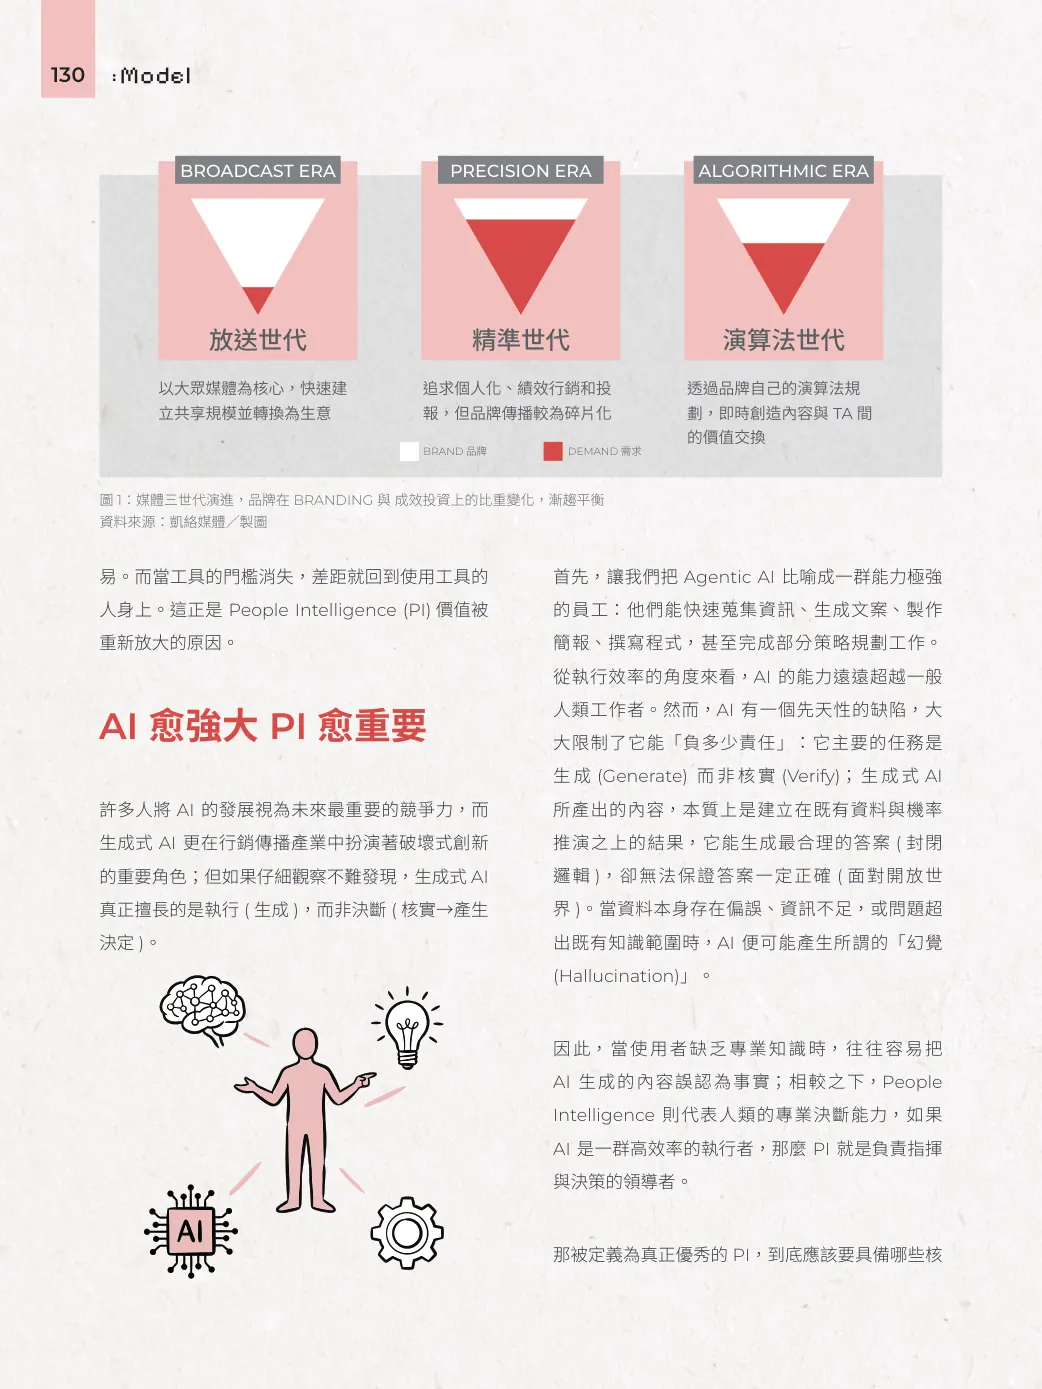 130 :Model
BROADCAST ERA
放送世代
以大眾媒體為核心，快速建
立共享規模並轉換為生意
PRECISION ERA
精準世代
追求個人化、績效行銷和投
報，但品牌傳播較為碎片化
ALGORITHMIC ERA
演算法世代
透過品牌自己的演算法規
劃，即時創造內容與 TA 間
的價值交換
BRAND 品牌
DEMAND 需求
圖 1：媒體三世代演進，品牌在 BRANDING 與 成效投資上的比重變化，漸趨平衡
資料來源：凱絡媒體／製圖
易。而當工具的門檻消失，差距就回到使用工具的
人身上。這正是 People Intelligence (PI) 價值被
重新放大的原因。
AI 愈強大 PI 愈重要
許多人將 AI 的發展視為未來最重要的競爭力，而
生成式 AI 更在行銷傳播產業中扮演著破壞式創新
的重要角色；但如果仔細觀察不難發現，生成式 AI
真正擅長的是執行 ( 生成 )，而非決斷 ( 核實→產生
決定 )。
AI
首先，讓我們把 Agentic AI 比喻成一群能力極強
的員工：他們能快速蒐集資訊、生成文案、製作
簡報、撰寫程式，甚至完成部分策略規劃工作。
從執行效率的角度來看，AI 的能力遠遠超越一般
人類工作者。然而，AI 有一個先天性的缺陷，大
大限制了它能「負多少責任」：它主要的任務是
生成 (Generate) 而非核實 (Verify)；生成式 AI
所產出的內容，本質上是建立在既有資料與機率
推演之上的結果，它能生成最合理的答案 ( 封閉
邏輯 )，卻無法保證答案一定正確 ( 面對開放世
界 )。當資料本身存在偏誤、資訊不足，或問題超
出既有知識範圍時，AI 便可能產生所謂的「幻覺
(Hallucination)」。
因此，當使用者缺乏專業知識時，往往容易把
AI 生成的內容誤認為事實；相較之下，People
Intelligence 則代表人類的專業決斷能力，如果
AI 是一群高效率的執行者，那麼 PI 就是負責指揮
與決策的領導者。
那被定義為真正優秀的 PI，到底應該要具備哪些核